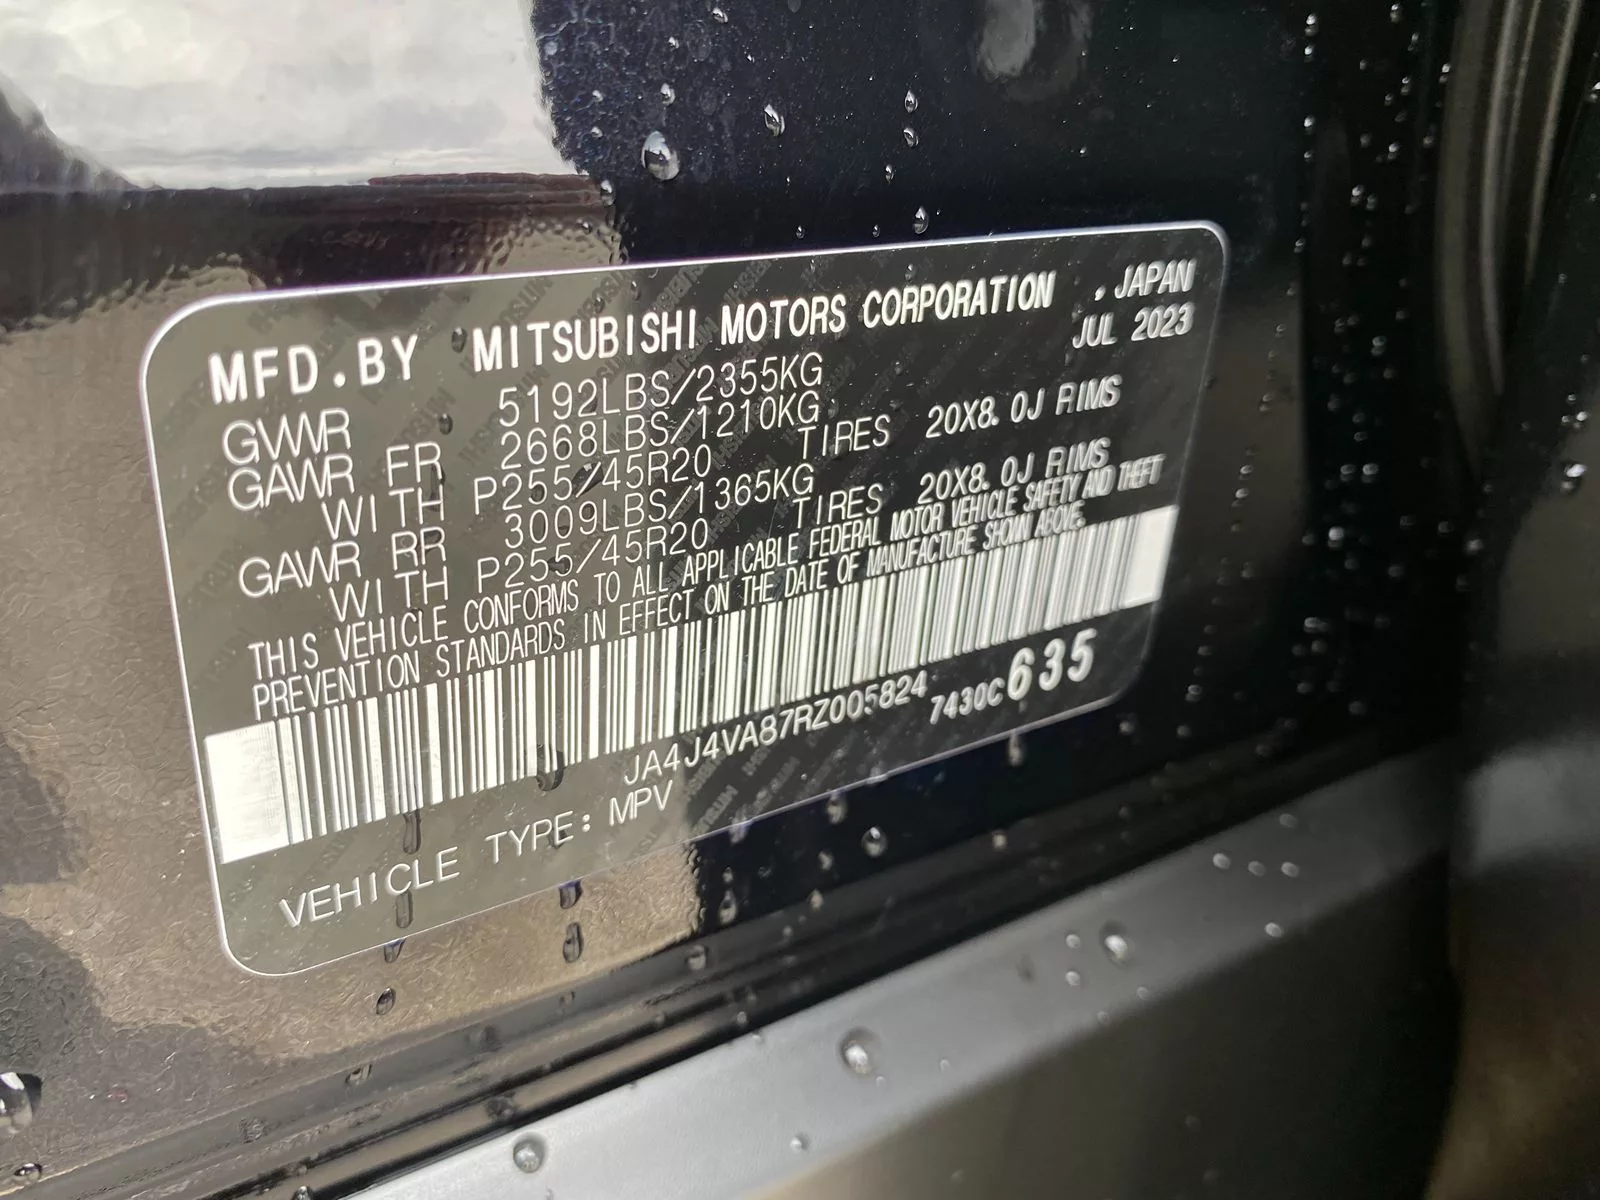 MFD.BY MITSUBISHI MOTORS CORPORATION , JAPAN
JUL 2023
GVWR 5192LBS/2355KG
GAWR FR 2668LBS/1210KG
WITH P255/45R20 TIRES 20X8.0J RIMS
GAWR RR 3009LBS/1365KG
WITH P255/45R20 TIRES 20X8.0J RIMS
THIS VEHICLE CONFORMS TO ALL APPLICABLE FEDERAL MOTOR VEHICLE SAFETY AND THEFT
PREVENTION STANDARDS IN EFFECT ON THE DATE OF MANUFACTURE SHOWN ABOVE.
JA4J4VA87RZ005824 7430C635
VEHICLE TYPE: MPV